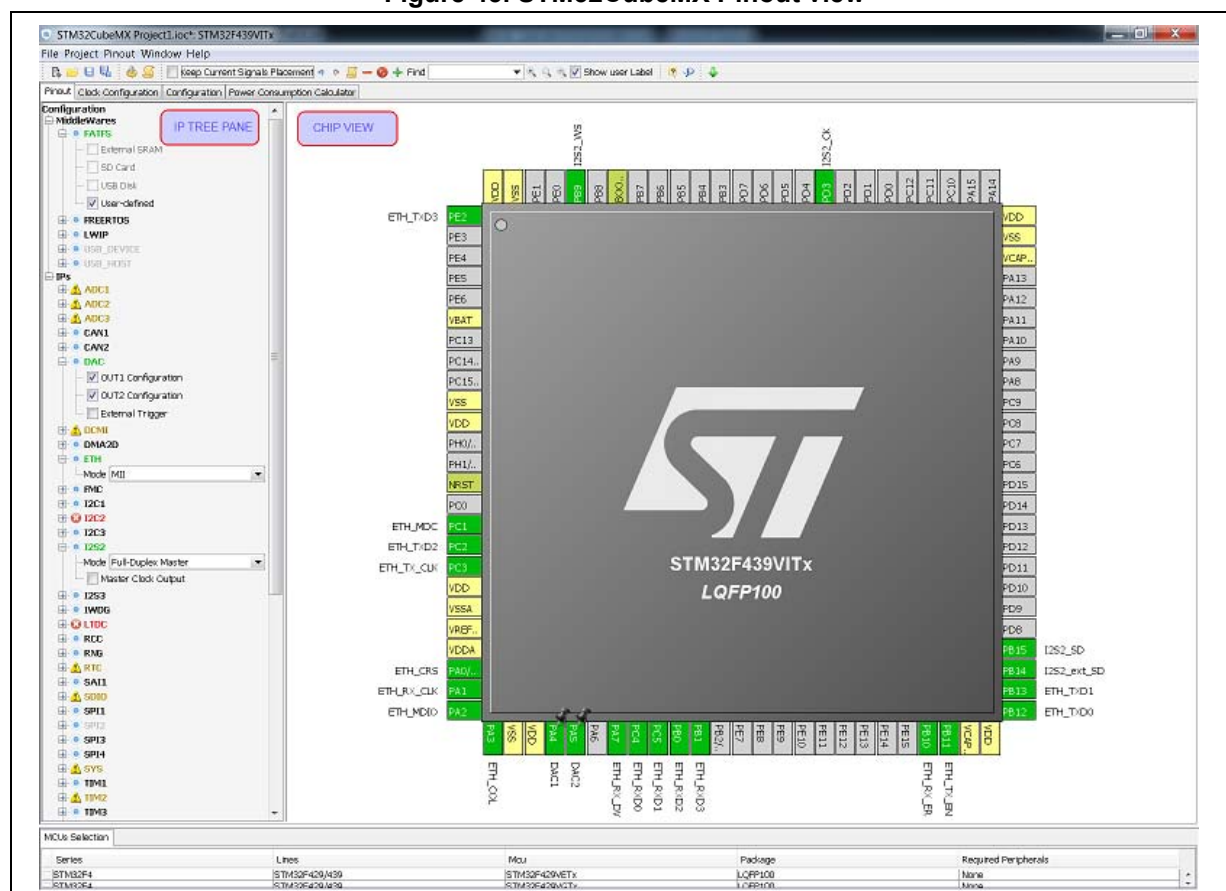 STM32CubeMX Project1.ioc*: STM32F439VITx
File Project Pinout Window Help
Keep Current Signals Placement
Find
Show user Label
Pinout
Clock Configuration
Configuration
Power Consumption Calculator
Configuration
MiddleWares
FATFS
External SRAM
SD Card
USB Disk
User-defined
FREERTOS
LWIP
USB_DEVICE
USB_HOST
IPs
ADC1
ADC2
ADC3
CAN1
CAN2
DAC
OUT1 Configuration
OUT2 Configuration
External Trigger
DCMI
DMA2D
ETH
Mode MII
FMC
I2C1
I2C2
I2C3
I2S2
Mode Full-Duplex Master
Master Clock Output
I2S3
IWDG
LTDC
RCC
RNG
RTC
SAI1
SDIO
SPI1
SPI2
SPI3
SPI4
SYS
TIM1
TIM2
TIM3
IP TREE PANE
CHIP VIEW
I2S2_WS
I2S2_CK
VDD
VSS
PE1
PE0
PB9
PB8
BOO..
PB7
PB6
PB5
PB4
PB3
PD7
PD6
PD5
PD4
PD3
PD2
PD1
PD0
PC12
PC11
PC10
PA15
PA14
ETH_TXD3 PE2
PE3
PE4
PE5
PE6
VBAT
PC13
PC14..
PC15..
VSS
VDD
PH0/..
PH1/..
NRST
PC0
ETH_MDC PC1
ETH_TXD2 PC2
ETH_TX_CLK PC3
VDD
VSSA
VREF..
VDDA
ETH_CRS PA0/..
ETH_RX_CLK PA1
ETH_MDIO PA2
ST
STM32F439VITx
LQFP100
VDD
VSS
VCAP..
PA13
PA12
PA11
PA10
PA9
PA8
PC9
PC8
PC7
PC6
PD15
PD14
PD13
PD12
PD11
PD10
PD9
PD8
PB15 I2S2_SD
PB14 I2S2_ext_SD
PB13 ETH_TXD1
PB12 ETH_TXD0
PA3
VSS
VDD
PA4
PA5
PA6
PA7
PC4
PC5
PB0
PB1
PB2/..
PE7
PE8
PE9
PE10
PE11
PE12
PE13
PE14
PE15
PB10
PB11
VCAP..
VDD
ETH_COL
DAC1
DAC2
ETH_RX_DV
ETH_RXD0
ETH_RXD1
ETH_RXD2
ETH_RXD3
ETH_RX_ER
ETH_TX_EN
MCUs Selection
Series Lines Mcu Package Required Peripherals
STM32F4 STM32F429/439 STM32F429VETx LQFP100 None
STM32F4 STM32F429/439 STM32F429VGTx LQFP100 None